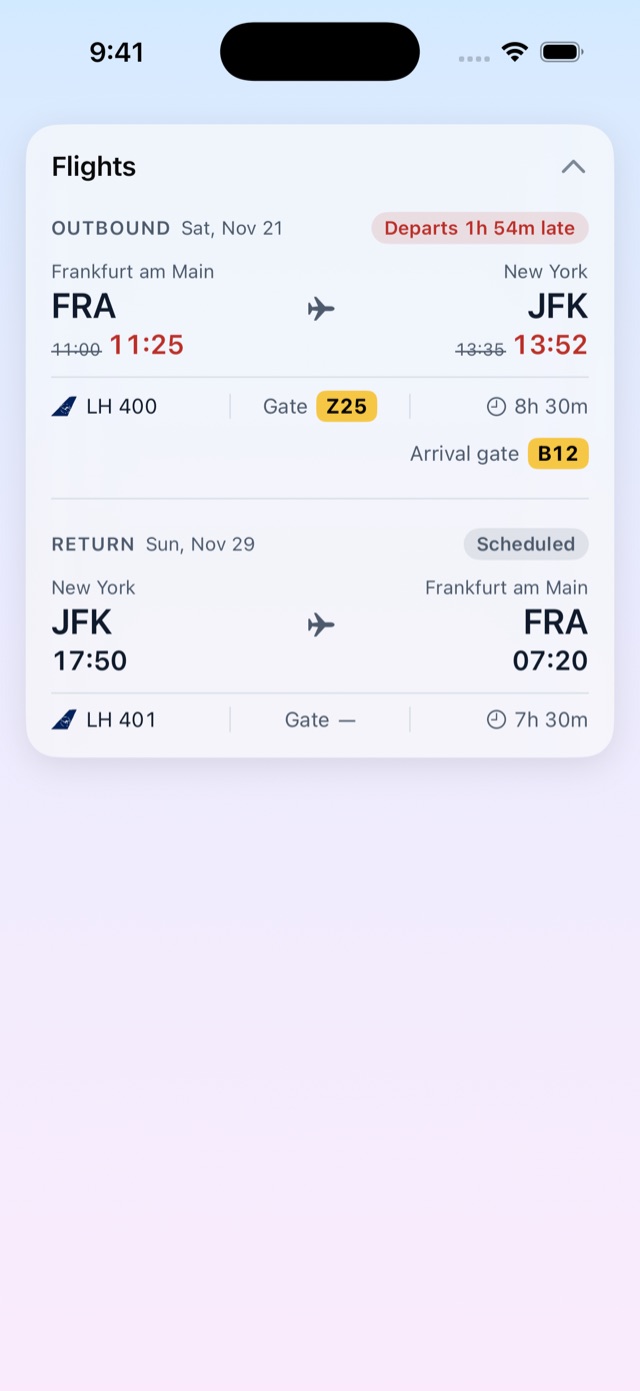 9:41
Flights
OUTBOUND Sat, Nov 21 Departs 1h 54m late
Frankfurt am Main New York
FRA JFK
11:00 11:25 13:35 13:52
LH 400 Gate Z25 8h 30m
Arrival gate B12
RETURN Sun, Nov 29 Scheduled
New York Frankfurt am Main
JFK FRA
17:50 07:20
LH 401 Gate — 7h 30m